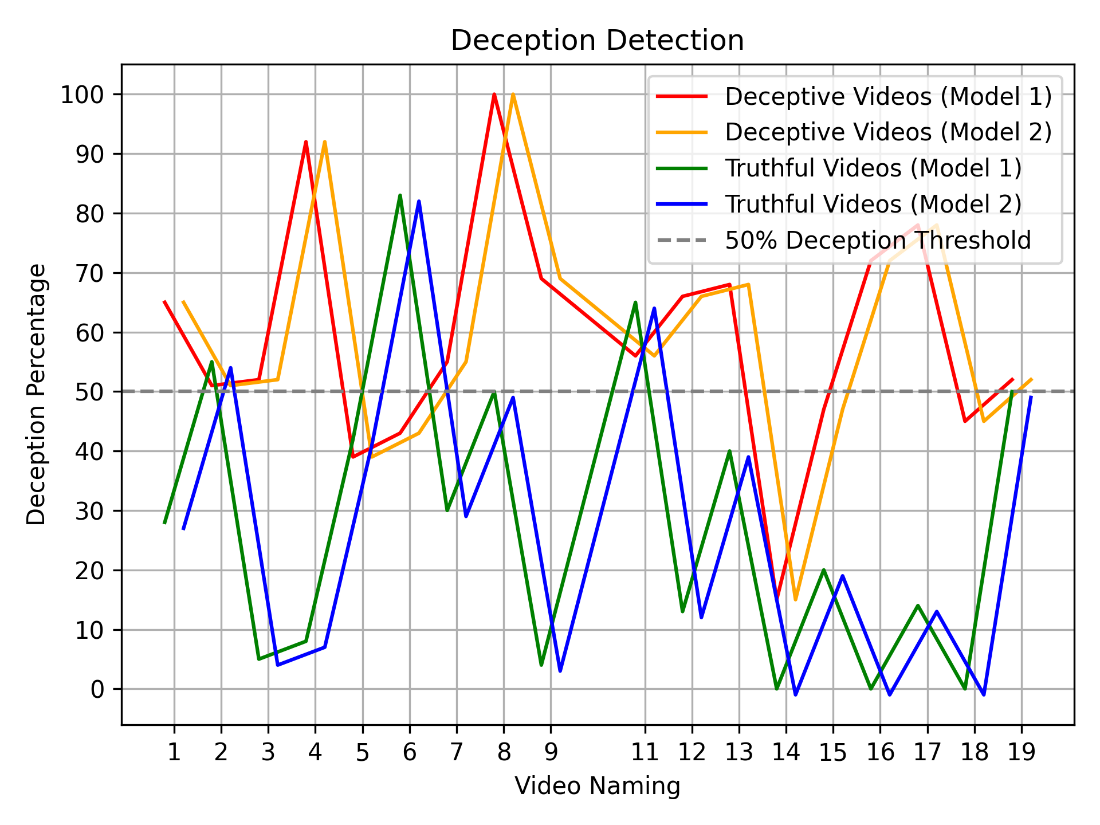 Deception Detection
Deception Percentage
100
90
80
70
60
50
40
30
20
10
0
Deceptive Videos (Model 1)
Deceptive Videos (Model 2)
Truthful Videos (Model 1)
Truthful Videos (Model 2)
50% Deception Threshold
1 2 3 4 5 6 7 8 9 11 12 13 14 15 16 17 18 19
Video Naming